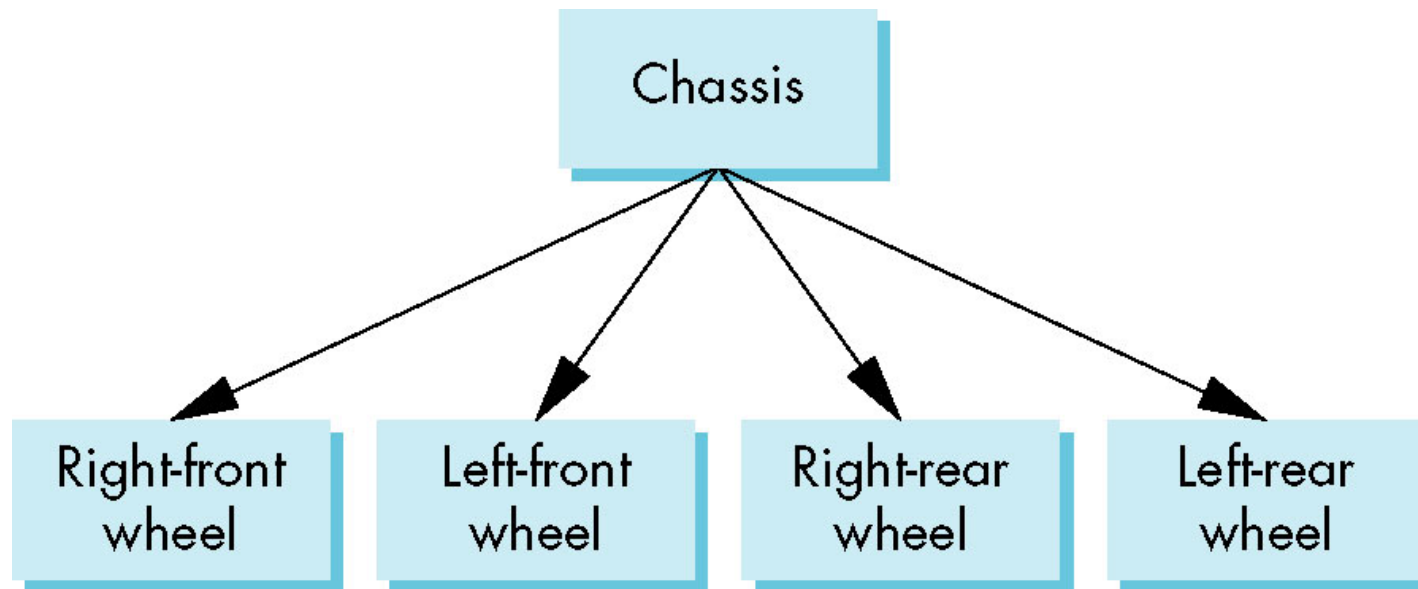 Chassis
Right-front
wheel
Left-front
wheel
Right-rear
wheel
Left-rear
wheel